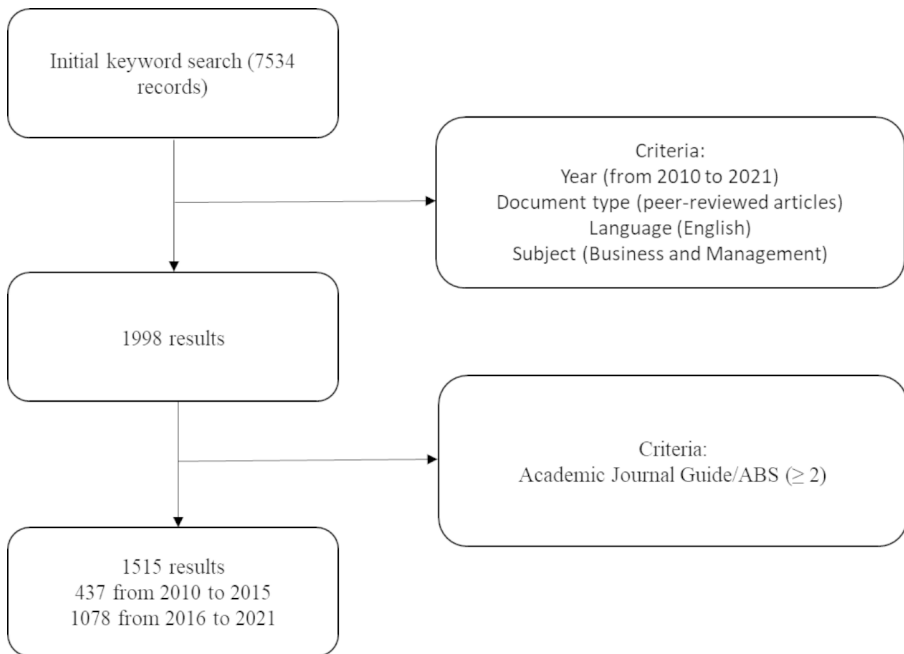 Initial keyword search (7534
records)
Criteria:
Year (from 2010 to 2021)
Document type (peer-reviewed articles)
Language (English)
Subject (Business and Management)
1998 results
Criteria:
Academic Journal Guide/ABS (≥ 2)
1515 results
437 from 2010 to 2015
1078 from 2016 to 2021